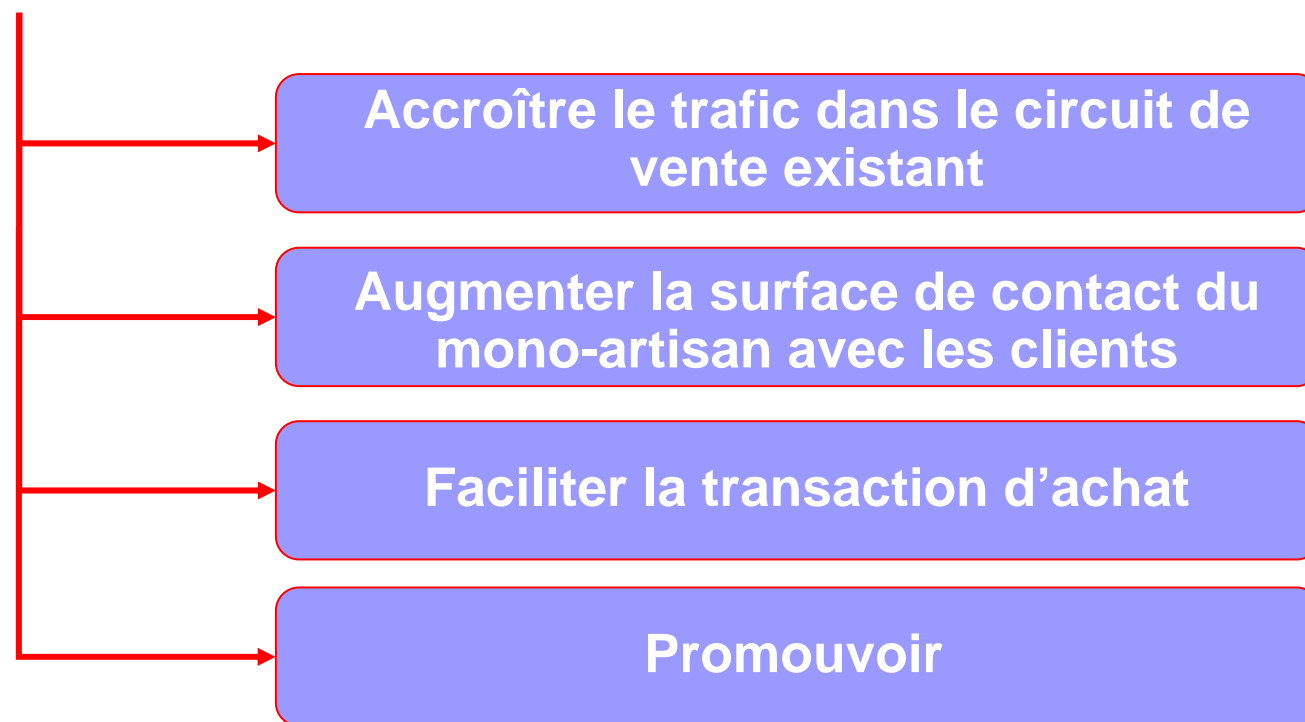 Accroître le trafic dans le circuit de
vente existant
Augmenter la surface de contact du
mono-artisan avec les clients
Faciliter la transaction d’achat
Promouvoir